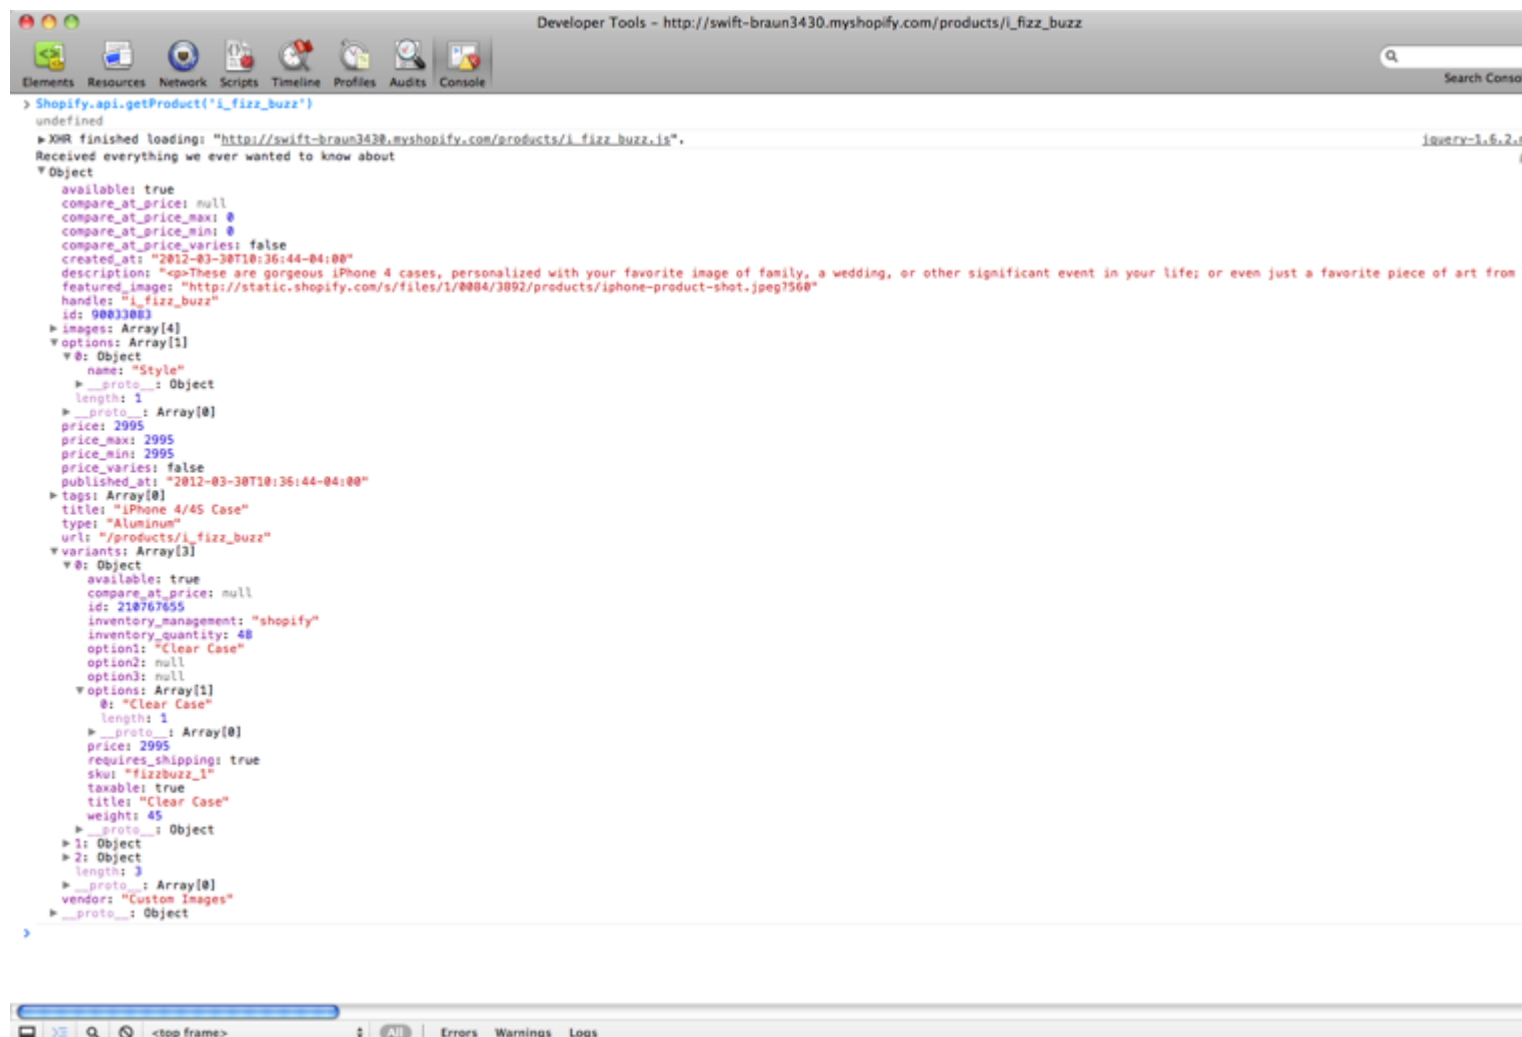 Developer Tools – http://swift-braun3430.myshopify.com/products/i_fizz_buzz
Elements Resources Network Scripts Timeline Profiles Audits Console
Search Conso
> Shopify.api.getProduct('i_fizz_buzz')
undefined
▶XHR finished loading: "http://swift-braun3430.myshopify.com/products/i_fizz_buzz.js". jquery-1.6.2.
Received everything we ever wanted to know about
▼Object
available: true
compare_at_price: null
compare_at_price_max: 0
compare_at_price_min: 0
compare_at_price_varies: false
created_at: "2012-03-30T10:36:44-04:00"
description: "<p>These are gorgeous iPhone 4 cases, personalized with your favorite image of family, a wedding, or other significant event in your life; or even just a favorite piece of art from
featured_image: "http://static.shopify.com/s/files/1/0084/3892/products/iphone-product-shot.jpeg?560"
handle: "i_fizz_buzz"
id: 90033083
▶images: Array[4]
▼options: Array[1]
▼0: Object
name: "Style"
▶__proto__: Object
length: 1
▶__proto__: Array[0]
price: 2995
price_max: 2995
price_min: 2995
price_varies: false
published_at: "2012-03-30T10:36:44-04:00"
▶tags: Array[0]
title: "iPhone 4/4S Case"
type: "Aluminum"
url: "/products/i_fizz_buzz"
▼variants: Array[3]
▼0: Object
available: true
compare_at_price: null
id: 210767655
inventory_management: "shopify"
inventory_quantity: 48
option1: "Clear Case"
option2: null
option3: null
▼options: Array[1]
0: "Clear Case"
length: 1
▶__proto__: Array[0]
price: 2995
requires_shipping: true
sku: "fizzbuzz_1"
taxable: true
title: "Clear Case"
weight: 45
▶__proto__: Object
▶1: Object
▶2: Object
length: 3
▶__proto__: Array[0]
vendor: "Custom Images"
▶__proto__: Object
>
<top frame> All Errors Warnings Logs